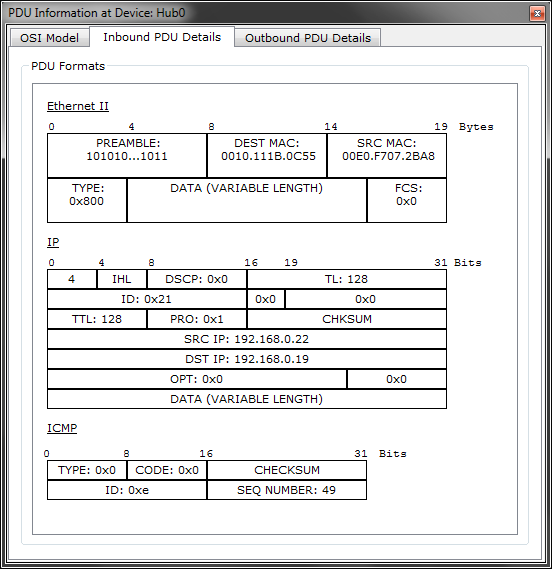 PDU Information at Device: Hub0
OSI Model Inbound PDU Details Outbound PDU Details
PDU Formats
Ethernet II
0 4 8 14 19 Bytes
PREAMBLE: DEST MAC: SRC MAC:
101010...1011 0010.111B.0C55 00E0.F707.2BA8
TYPE: DATA (VARIABLE LENGTH) FCS:
0x800 0x0
IP
0 4 8 16 19 31 Bits
4 IHL DSCP: 0x0 TL: 128
ID: 0x21 0x0 0x0
TTL: 128 PRO: 0x1 CHKSUM
SRC IP: 192.168.0.22
DST IP: 192.168.0.19
OPT: 0x0 0x0
DATA (VARIABLE LENGTH)
ICMP
0 8 16 31 Bits
TYPE: 0x0 CODE: 0x0 CHECKSUM
ID: 0xe SEQ NUMBER: 49